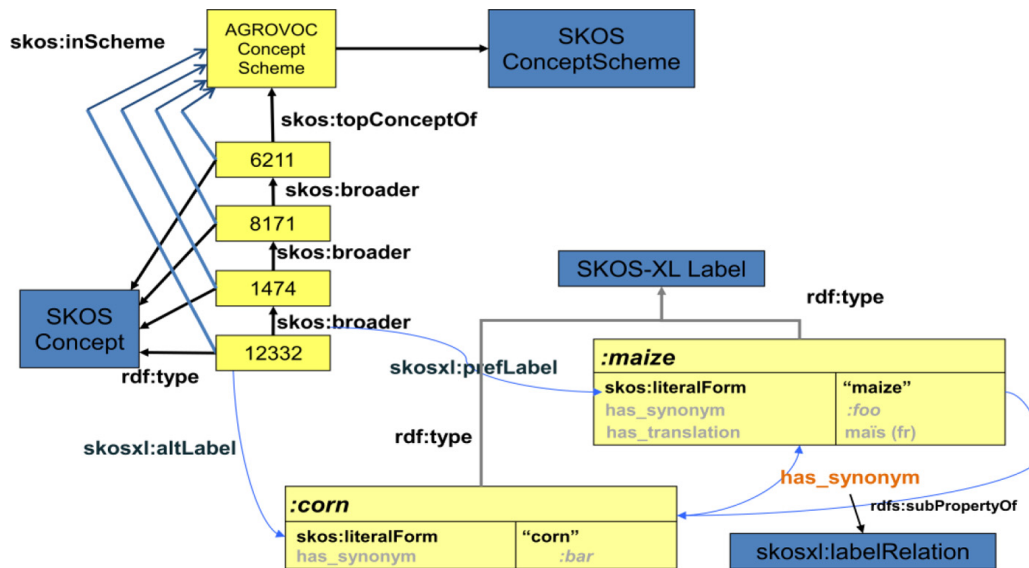 skos:inScheme
AGROVOC
Concept
Scheme
SKOS
ConceptScheme
skos:topConceptOf
6211
skos:broader
8171
skos:broader
1474
SKOS-XL Label
rdf:type
SKOS
Concept
skos:broader
12332
rdf:type
skosxl:prefLabel
:maize
skos:literalForm
"maize"
has_synonym
:foo
has_translation
maïs (fr)
rdf:type
skosxl:altLabel
has_synonym
rdfs:subPropertyOf
:corn
skos:literalForm
"corn"
has_synonym
:bar
skosxl:labelRelation